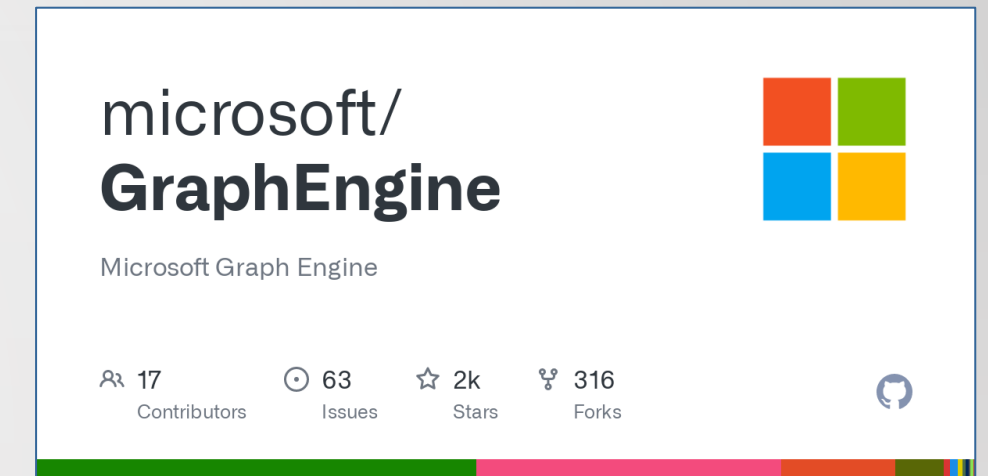 microsoft/
GraphEngine
Microsoft Graph Engine
17 63 2k 316
Contributors Issues Stars Forks